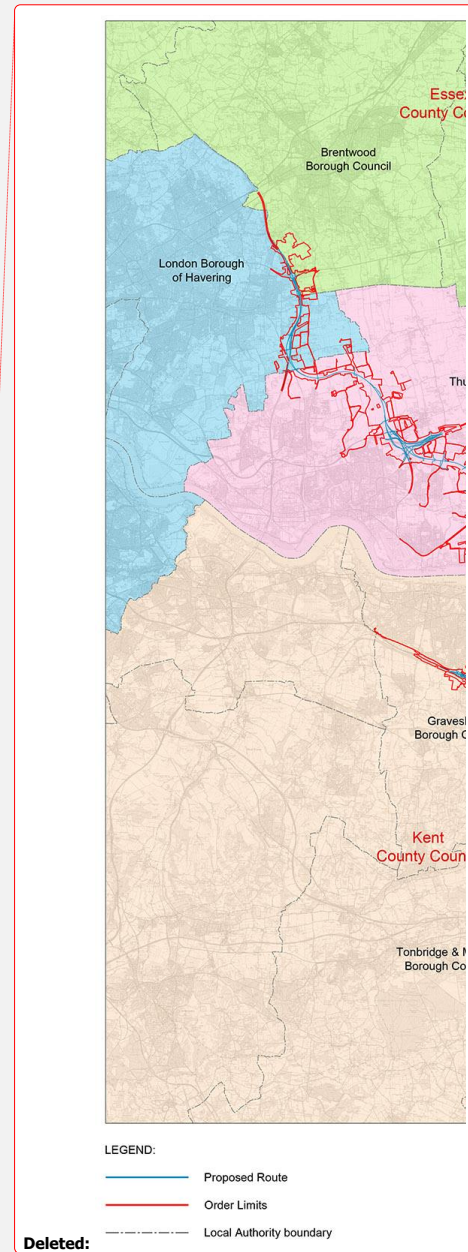 Essex
County Co
Brentwood
Borough Council
London Borough
of Havering
Thu
Graves
Borough C
Kent
County Coun
Tonbridge & M
Borough Co
LEGEND:
Proposed Route
Order Limits
Local Authority boundary
Deleted: